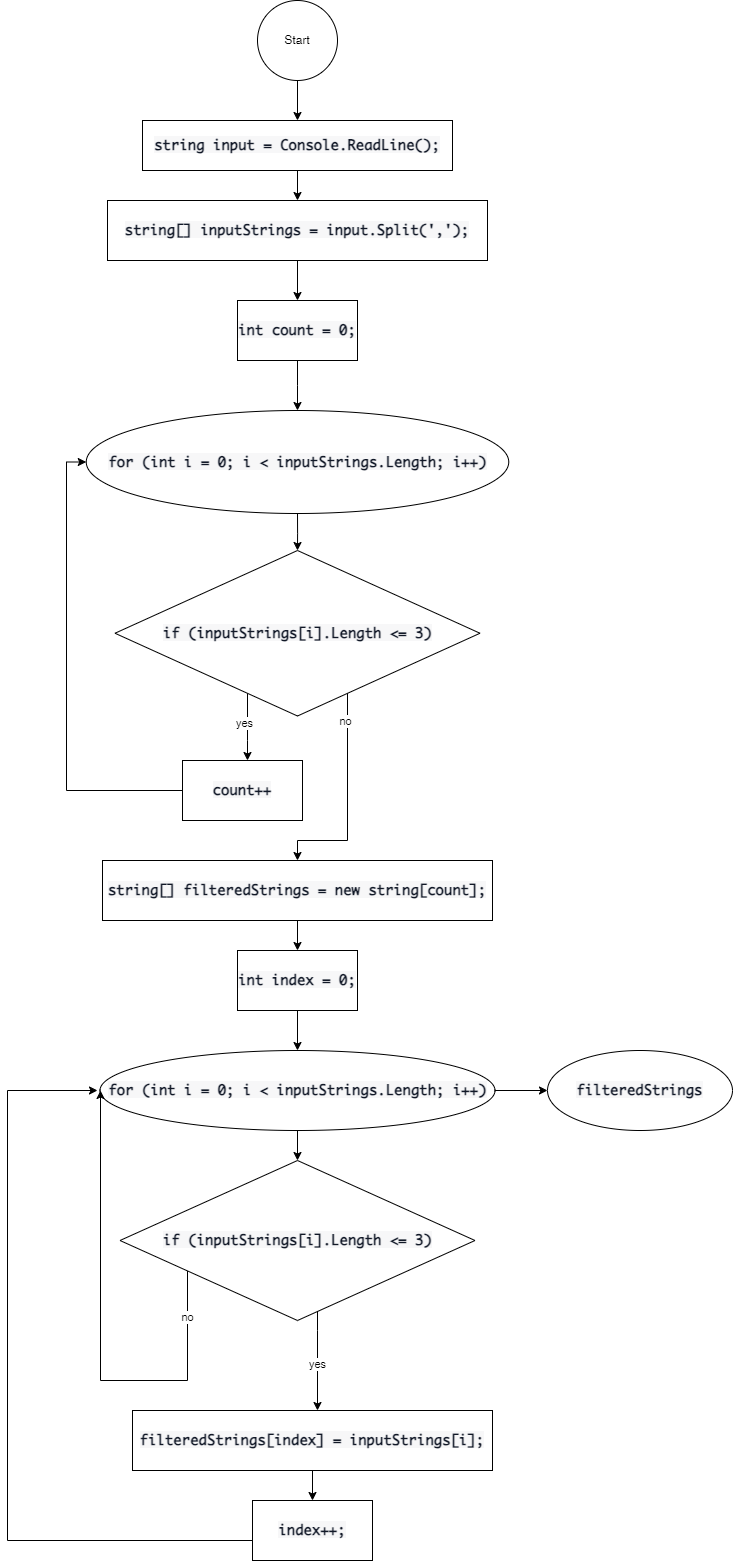 Start
string input = Console.ReadLine();
string[] inputStrings = input.Split(',');
int count = 0;
for (int i = 0; i < inputStrings.Length; i++)
if (inputStrings[i].Length <= 3)
yes
no
count++
string[] filteredStrings = new string[count];
int index = 0;
for (int i = 0; i < inputStrings.Length; i++)
filteredStrings
if (inputStrings[i].Length <= 3)
no
yes
filteredStrings[index] = inputStrings[i];
index++;